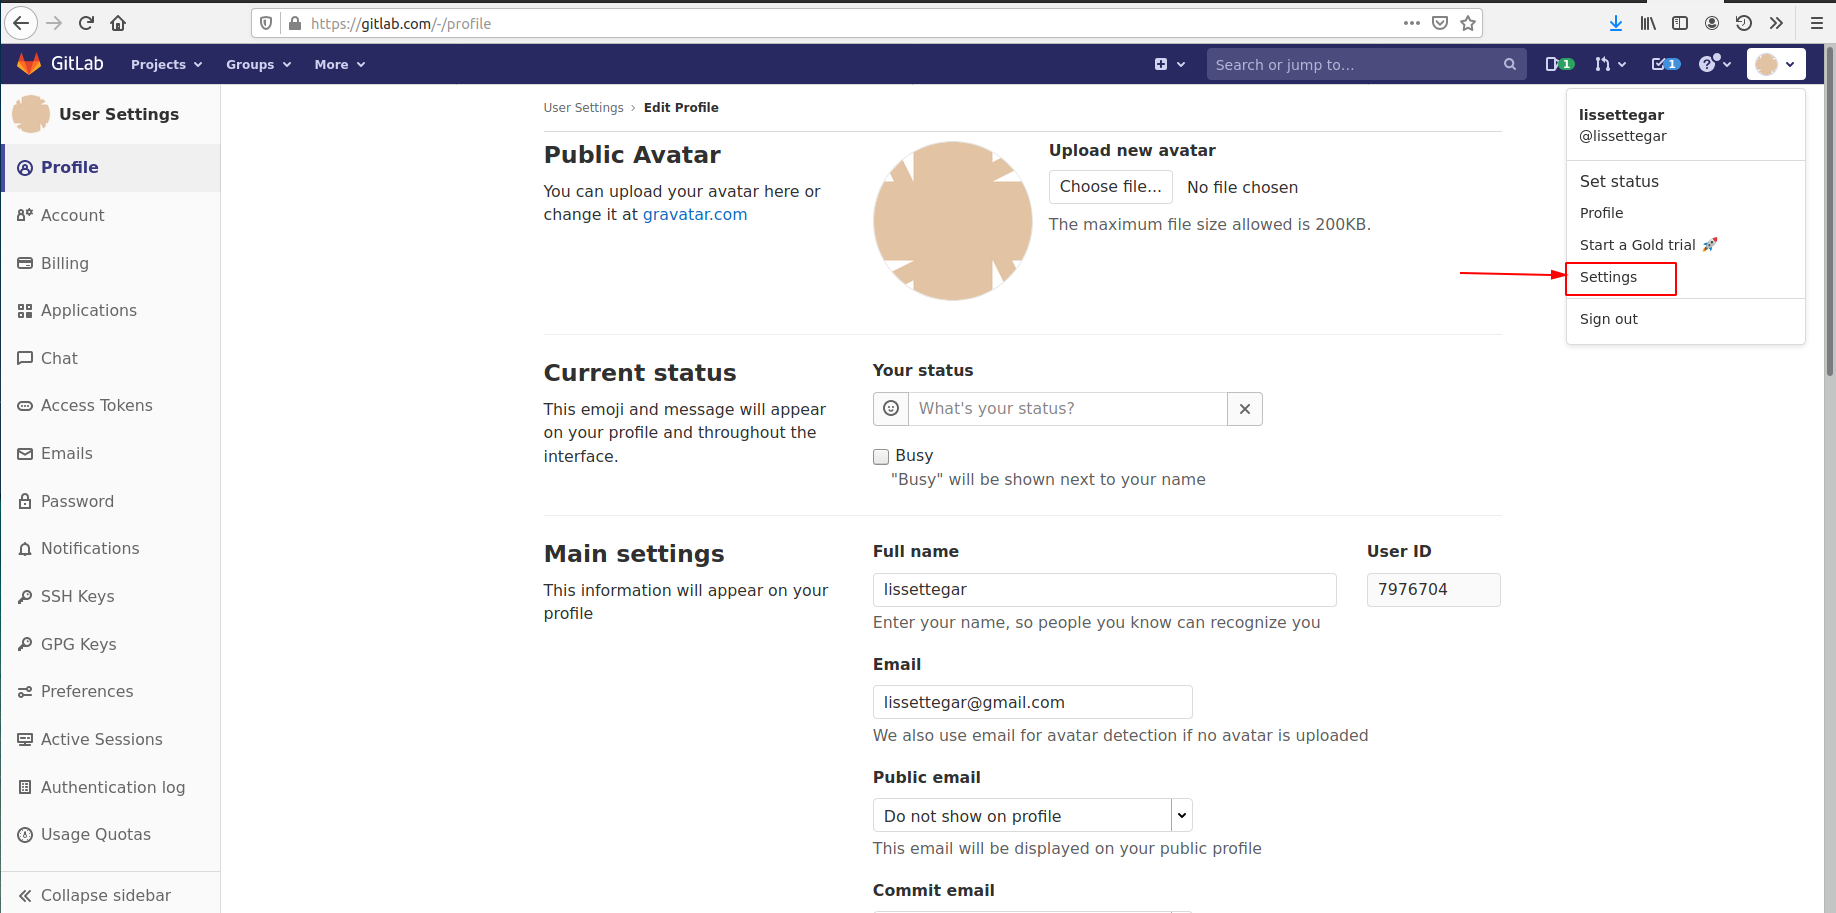 https://gitlab.com/-/profile
GitLab
Projects
Groups
More
Search or jump to...
1
1
User Settings
Profile
Account
Billing
Applications
Chat
Access Tokens
Emails
Password
Notifications
SSH Keys
GPG Keys
Preferences
Active Sessions
Authentication log
Usage Quotas
Collapse sidebar
User Settings › Edit Profile
Public Avatar
You can upload your avatar here or
change it at gravatar.com
Upload new avatar
Choose file... No file chosen
The maximum file size allowed is 200KB.
Current status
This emoji and message will appear
on your profile and throughout the
interface.
Your status
What's your status?
Busy
"Busy" will be shown next to your name
Main settings
This information will appear on your
profile
Full name
lissettegar
Enter your name, so people you know can recognize you
User ID
7976704
Email
lissettegar@gmail.com
We also use email for avatar detection if no avatar is uploaded
Public email
Do not show on profile
This email will be displayed on your public profile
Commit email
lissettegar
@lissettegar
Set status
Profile
Start a Gold trial 🚀
Settings
Sign out